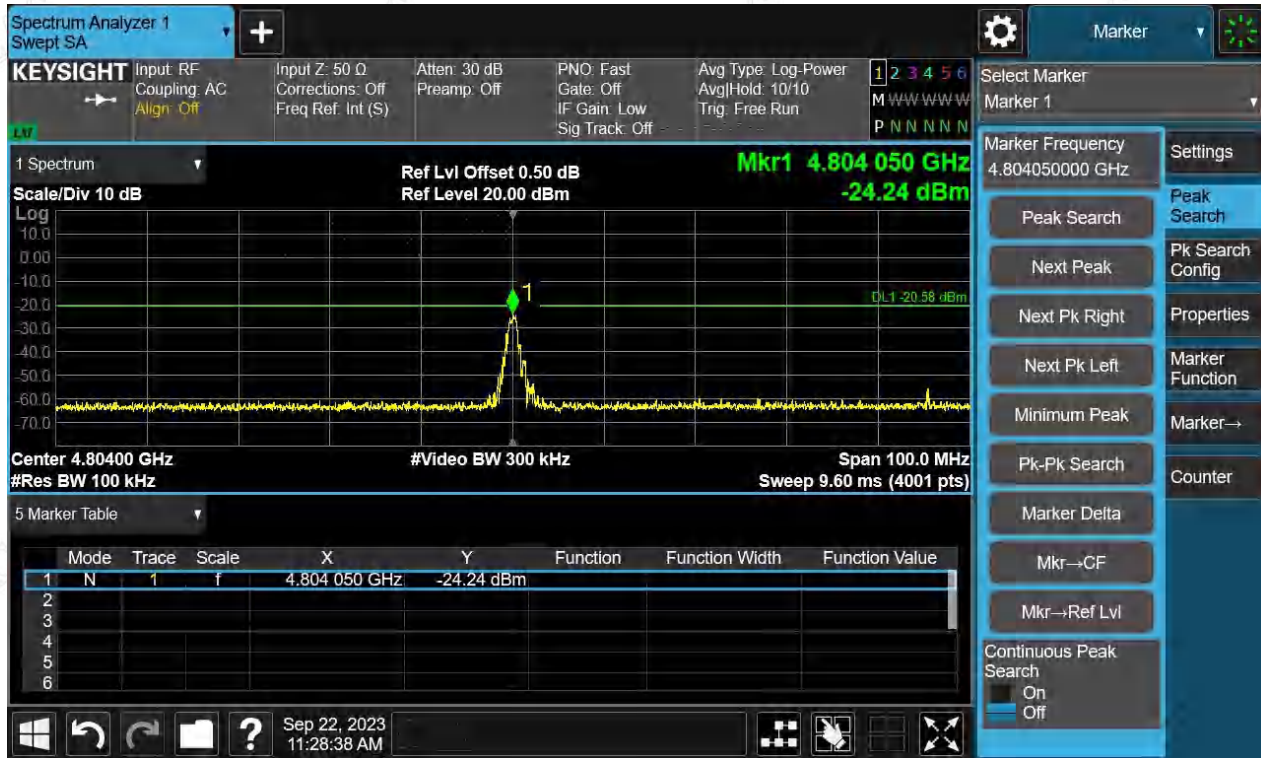 Spectrum Analyzer 1
Swept SA
+
Marker
KEYSIGHT
Input: RF
Coupling: AC
Align: Off
Input Z: 50 Ω
Corrections: Off
Freq Ref: Int (S)
Atten: 30 dB
Preamp: Off
PNO: Fast
Gate: Off
IF Gain: Low
Sig Track: Off
Avg Type: Log-Power
Avg|Hold: 10/10
Trig: Free Run
1 2 3 4 5 6
M W W W W W
P N N N N N
Select Marker
Marker 1
1 Spectrum
Ref Lvl Offset 0.50 dB
Mkr1 4.804 050 GHz
Scale/Div 10 dB
Ref Level 20.00 dBm
-24.24 dBm
Log
10.0
0.00
-10.0
-20.0
-30.0
-40.0
-50.0
-60.0
-70.0
1
DL1 -20.58 dBm
Center 4.80400 GHz
#Video BW 300 kHz
Span 100.0 MHz
#Res BW 100 kHz
Sweep 9.60 ms (4001 pts)
5 Marker Table
Mode Trace Scale X Y Function Function Width Function Value
1 N 1 f 4.804 050 GHz -24.24 dBm
2
3
4
5
6
Marker Frequency
4.804050000 GHz
Peak Search
Next Peak
Next Pk Right
Next Pk Left
Minimum Peak
Pk-Pk Search
Marker Delta
Mkr→CF
Mkr→Ref Lvl
Continuous Peak
Search
On
Off
Settings
Peak
Search
Pk Search
Config
Properties
Marker
Function
Marker→
Counter
?
Sep 22, 2023
11:28:38 AM